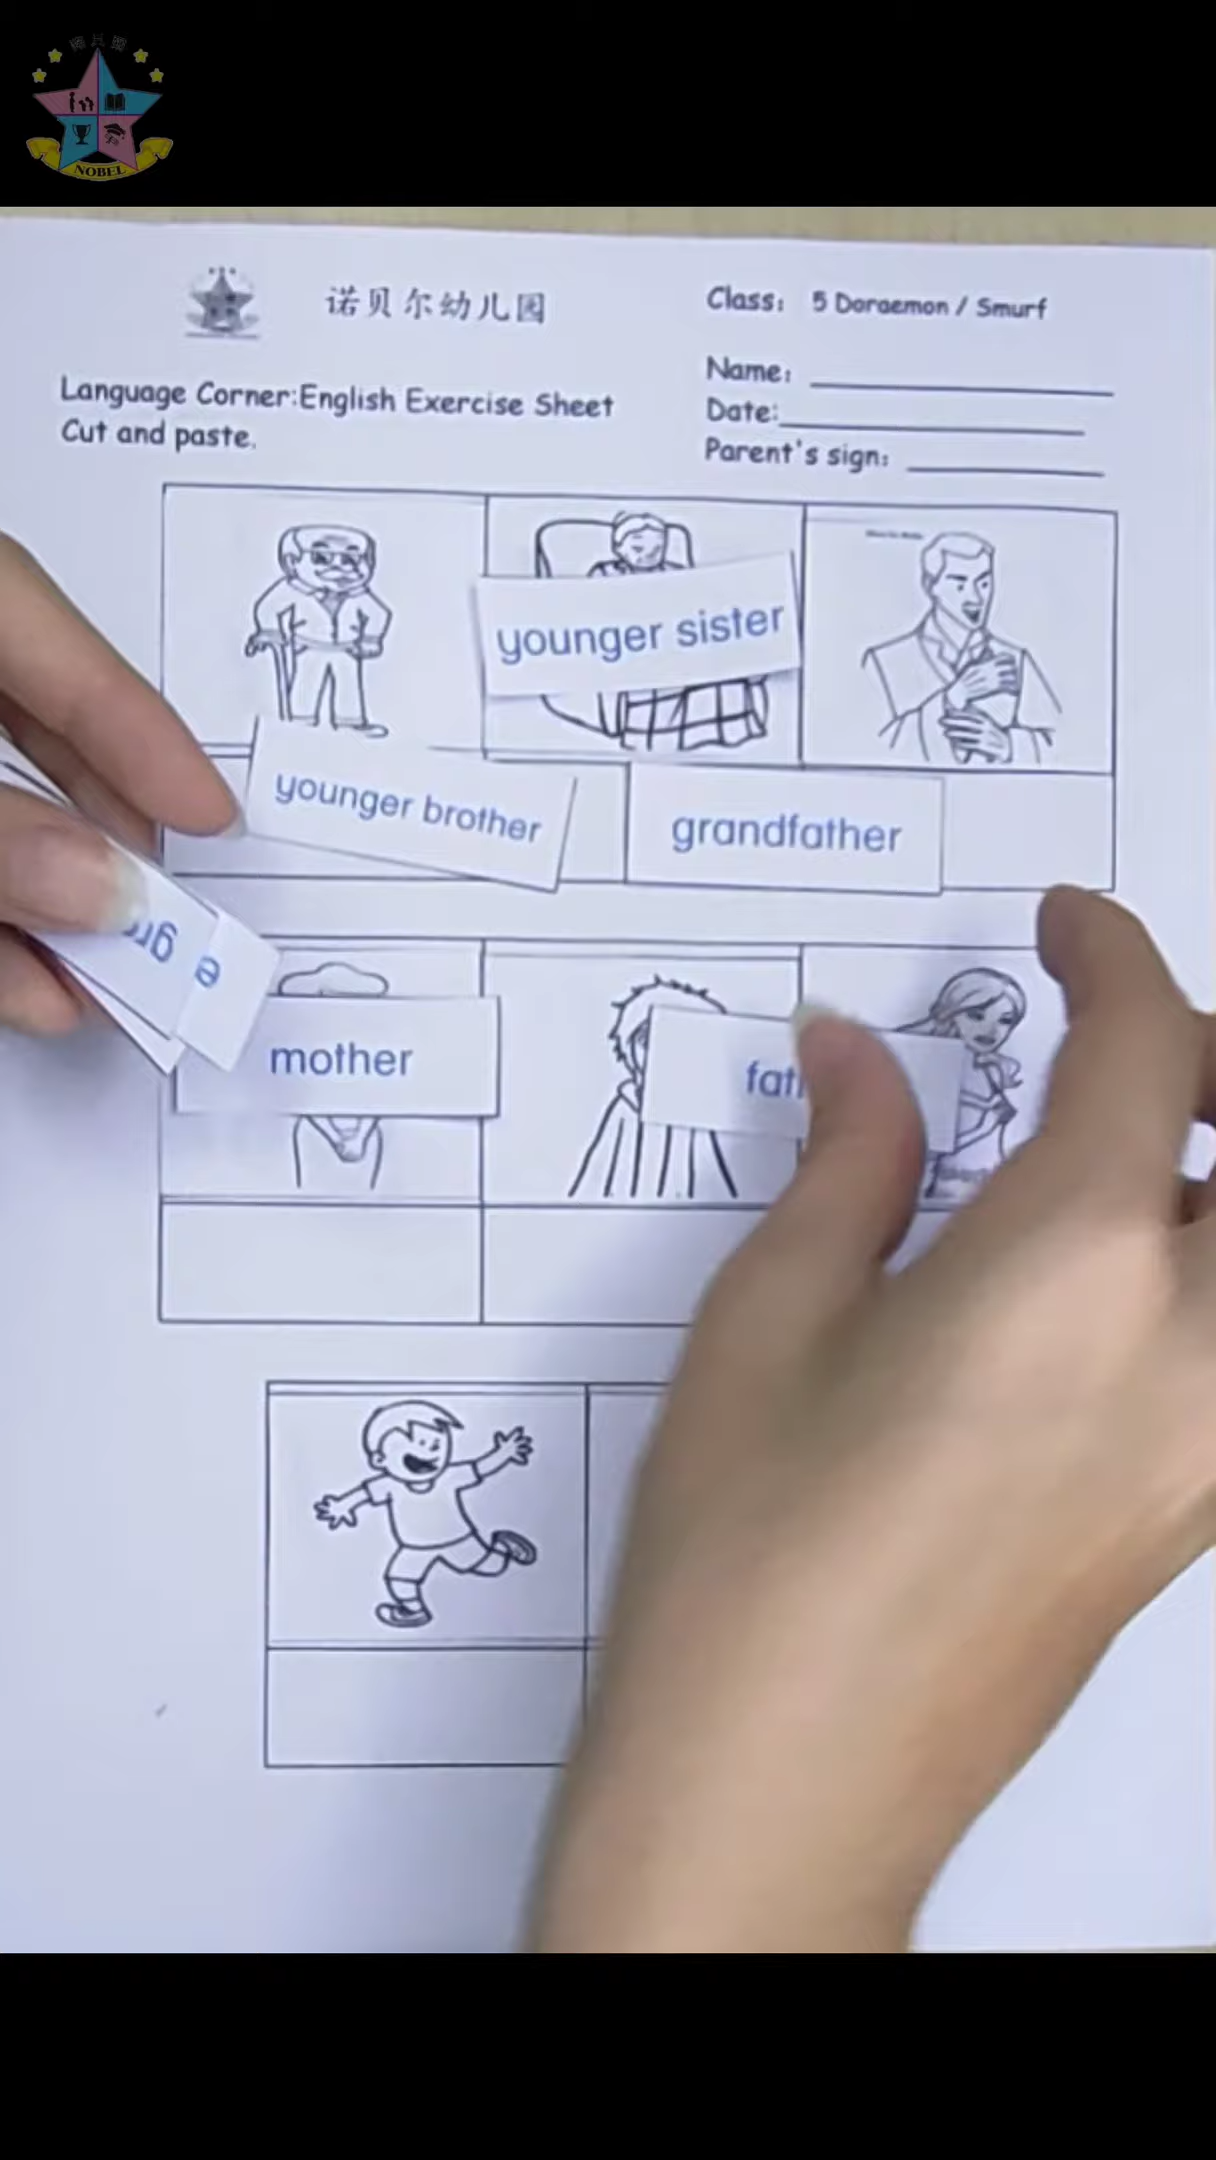 NOBEL
诺贝尔幼儿园
Class: 5 Doraemon / Smurf
Name:
Date:
Parent's sign:
Language Corner:English Exercise Sheet
Cut and paste.
younger sister
younger brother
grandfather
mother